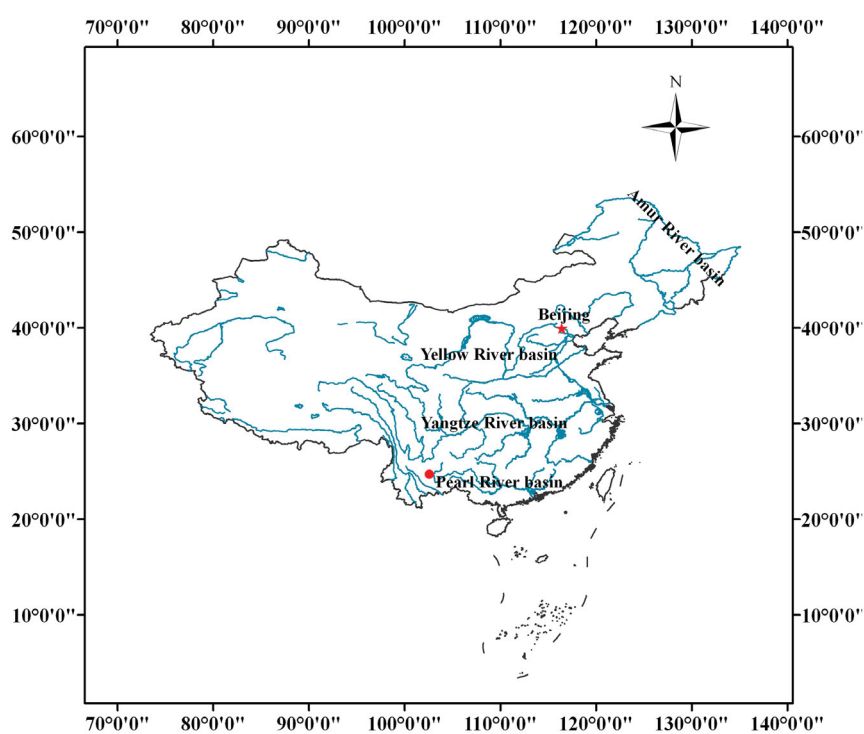 70°0'0" 80°0'0" 90°0'0" 100°0'0" 110°0'0" 120°0'0" 130°0'0" 140°0'0"
N
60°0'0" 60°0'0"
Amur River basin
50°0'0" 50°0'0"
Beijing
40°0'0" 40°0'0"
Yellow River basin
30°0'0" 30°0'0"
Yangtze River basin
Pearl River basin
20°0'0" 20°0'0"
10°0'0" 10°0'0"
70°0'0" 80°0'0" 90°0'0" 100°0'0" 110°0'0" 120°0'0" 130°0'0" 140°0'0"